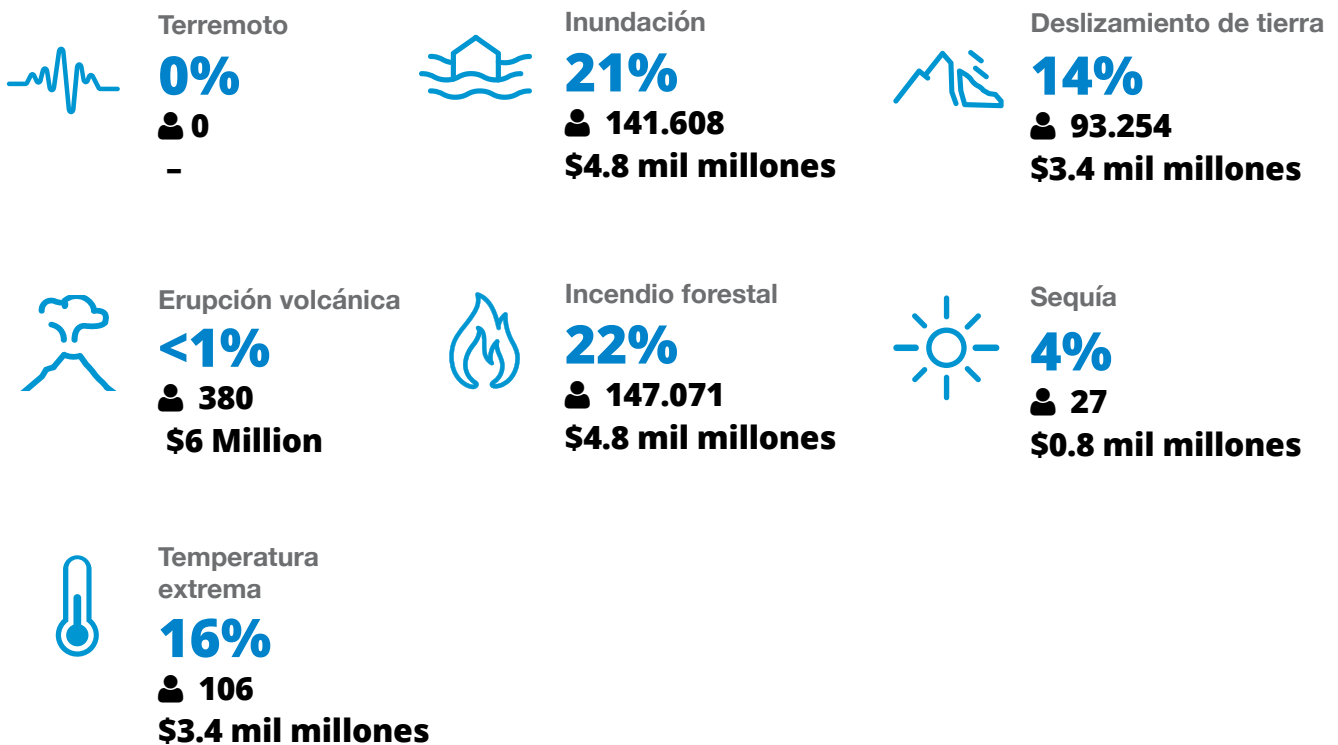 Terremoto
0%
0
–
Inundación
21%
141.608
$4.8 mil millones
Deslizamiento de tierra
14%
93.254
$3.4 mil millones
Erupción volcánica
<1%
380
$6 Million
Incendio forestal
22%
147.071
$4.8 mil millones
Sequía
4%
27
$0.8 mil millones
Temperatura
extrema
16%
106
$3.4 mil millones